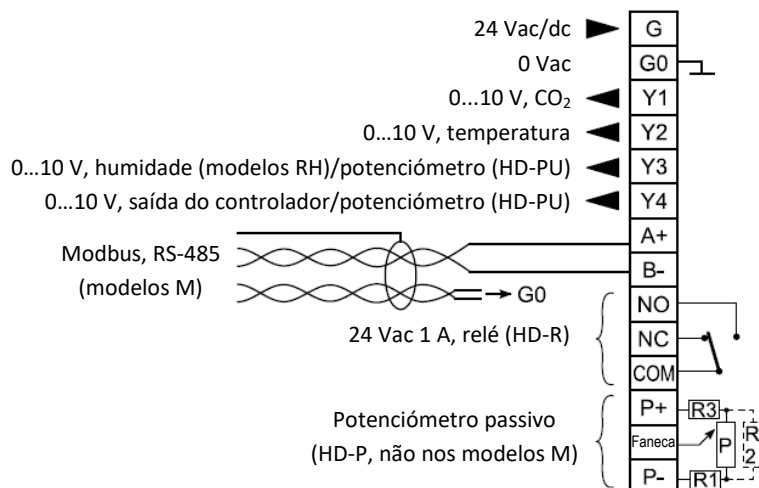 24 Vac/dc G
0 Vac G0
0...10 V, CO₂ Y1
0...10 V, temperatura Y2
0...10 V, humidade (modelos RH)/potenciómetro (HD-PU) Y3
0...10 V, saída do controlador/potenciómetro (HD-PU) Y4
A+
Modbus, RS-485
(modelos M)
B-
G0
NO
24 Vac 1 A, relé (HD-R) NC
COM
P+ R3
Potenciómetro passivo
(HD-P, não nos modelos M)
Faneca P R2
P- R1